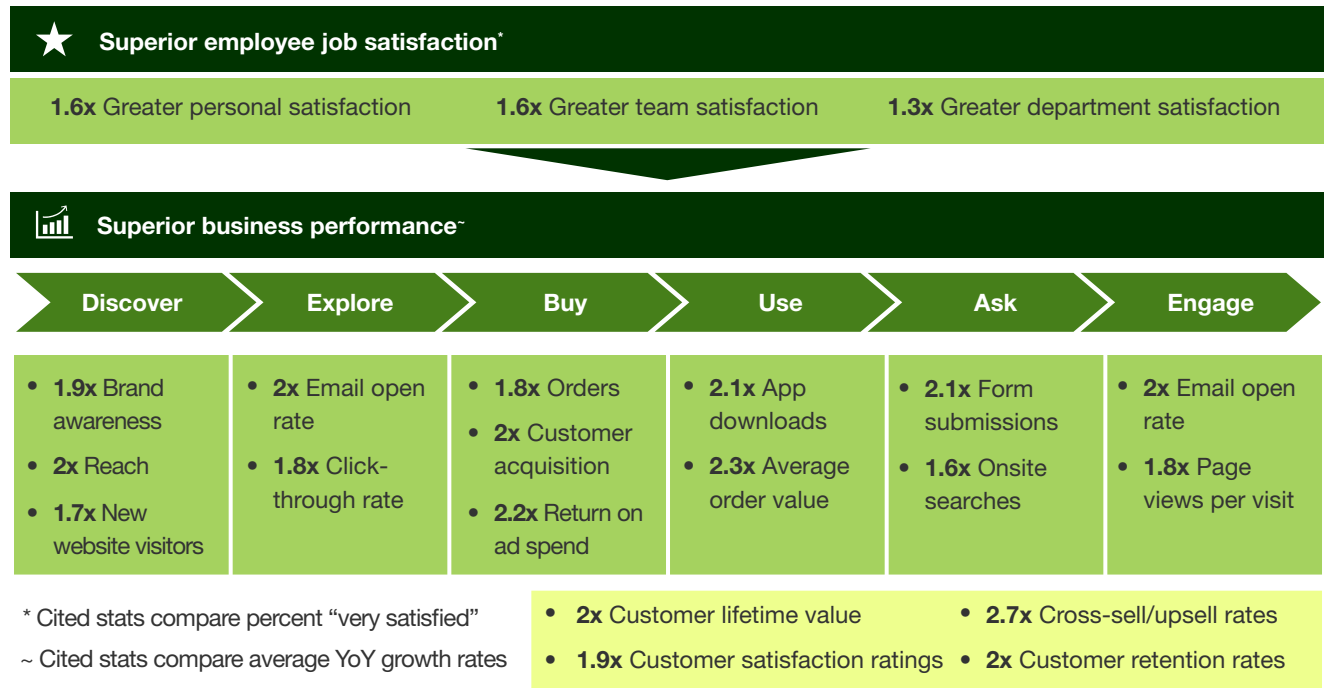 Superior employee job satisfaction*
1.6x Greater personal satisfaction
1.6x Greater team satisfaction
1.3x Greater department satisfaction
Superior business performance~
Discover
Explore
Buy
Use
Ask
Engage
• 1.9x Brand
awareness
• 2x Reach
• 1.7x New
website visitors
• 2x Email open
rate
• 1.8x Click-
through rate
• 1.8x Orders
• 2x Customer
acquisition
• 2.2x Return on
ad spend
• 2.1x App
downloads
• 2.3x Average
order value
• 2.1x Form
submissions
• 1.6x Onsite
searches
• 2x Email open
rate
• 1.8x Page
views per visit
* Cited stats compare percent “very satisfied”
~ Cited stats compare average YoY growth rates
• 2x Customer lifetime value
• 1.9x Customer satisfaction ratings
• 2.7x Cross-sell/upsell rates
• 2x Customer retention rates